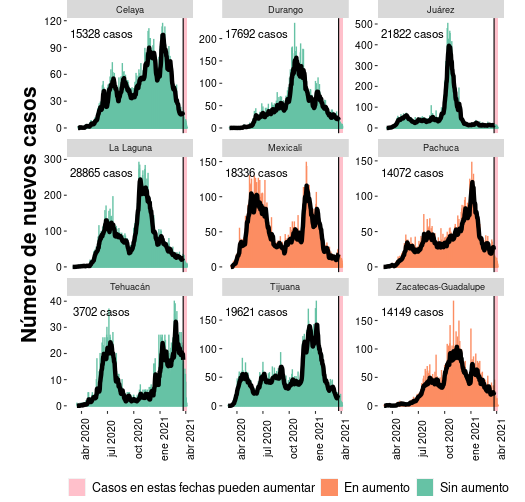 Número de nuevos casos
Celaya
Durango
Juárez
120
90
60
30
0
15328 casos
200
150
100
50
0
17692 casos
500
400
300
200
100
0
21822 casos
La Laguna
Mexicali
Pachuca
300
200
100
0
28865 casos
150
100
50
0
18336 casos
150
100
50
0
14072 casos
Tehuacán
Tijuana
Zacatecas-Guadalupe
40
30
20
10
0
3702 casos
150
100
50
0
19621 casos
150
100
50
0
14149 casos
abr 2020
jul 2020
oct 2020
ene 2021
abr 2021
abr 2020
jul 2020
oct 2020
ene 2021
abr 2021
abr 2020
jul 2020
oct 2020
ene 2021
abr 2021
Casos en estas fechas pueden aumentar
En aumento
Sin aumento